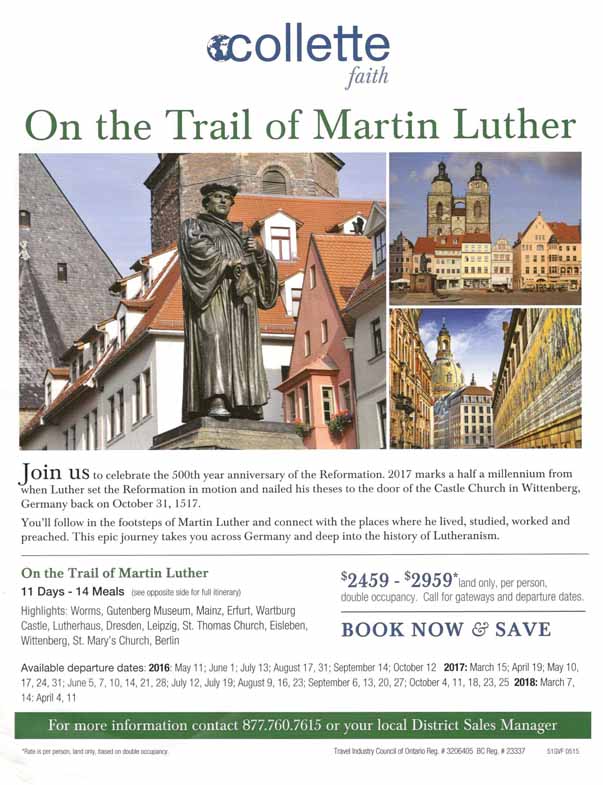 collette
faith
On the Trail of Martin Luther
Join us to celebrate the 500th year anniversary of the Reformation. 2017 marks a half a millennium from
when Luther set the Reformation in motion and nailed his theses to the door of the Castle Church in Wittenberg,
Germany back on October 31, 1517.
You'll follow in the footsteps of Martin Luther and connect with the places where he lived, studied, worked and
preached. This epic journey takes you across Germany and deep into the history of Lutheranism.
On the Trail of Martin Luther
11 Days - 14 Meals (see opposite side for full itinerary)
Highlights: Worms, Gutenberg Museum, Mainz, Erfurt, Wartburg
Castle, Lutherhaus, Dresden, Leipzig, St. Thomas Church, Eisleben,
Wittenberg, St. Mary's Church, Berlin
$2459 - $2959* land only, per person,
double occupancy. Call for gateways and departure dates.
BOOK NOW & SAVE
Available departure dates: 2016: May 11; June 1; July 13; August 17, 31; September 14; October 12 2017: March 15; April 19; May 10,
17, 24, 31; June 5, 7, 10, 14, 21, 28; July 12, July 19; August 9, 16, 23; September 6, 13, 20, 27; October 4, 11, 18, 23, 25 2018: March 7,
14: April 4, 11
For more information contact 877.760.7615 or your local District Sales Manager
*Rate is per person, land only, based on double occupancy.
Travel Industry Council of Ontario Reg. # 3206405 BC Reg. # 23337 51GVF 0515